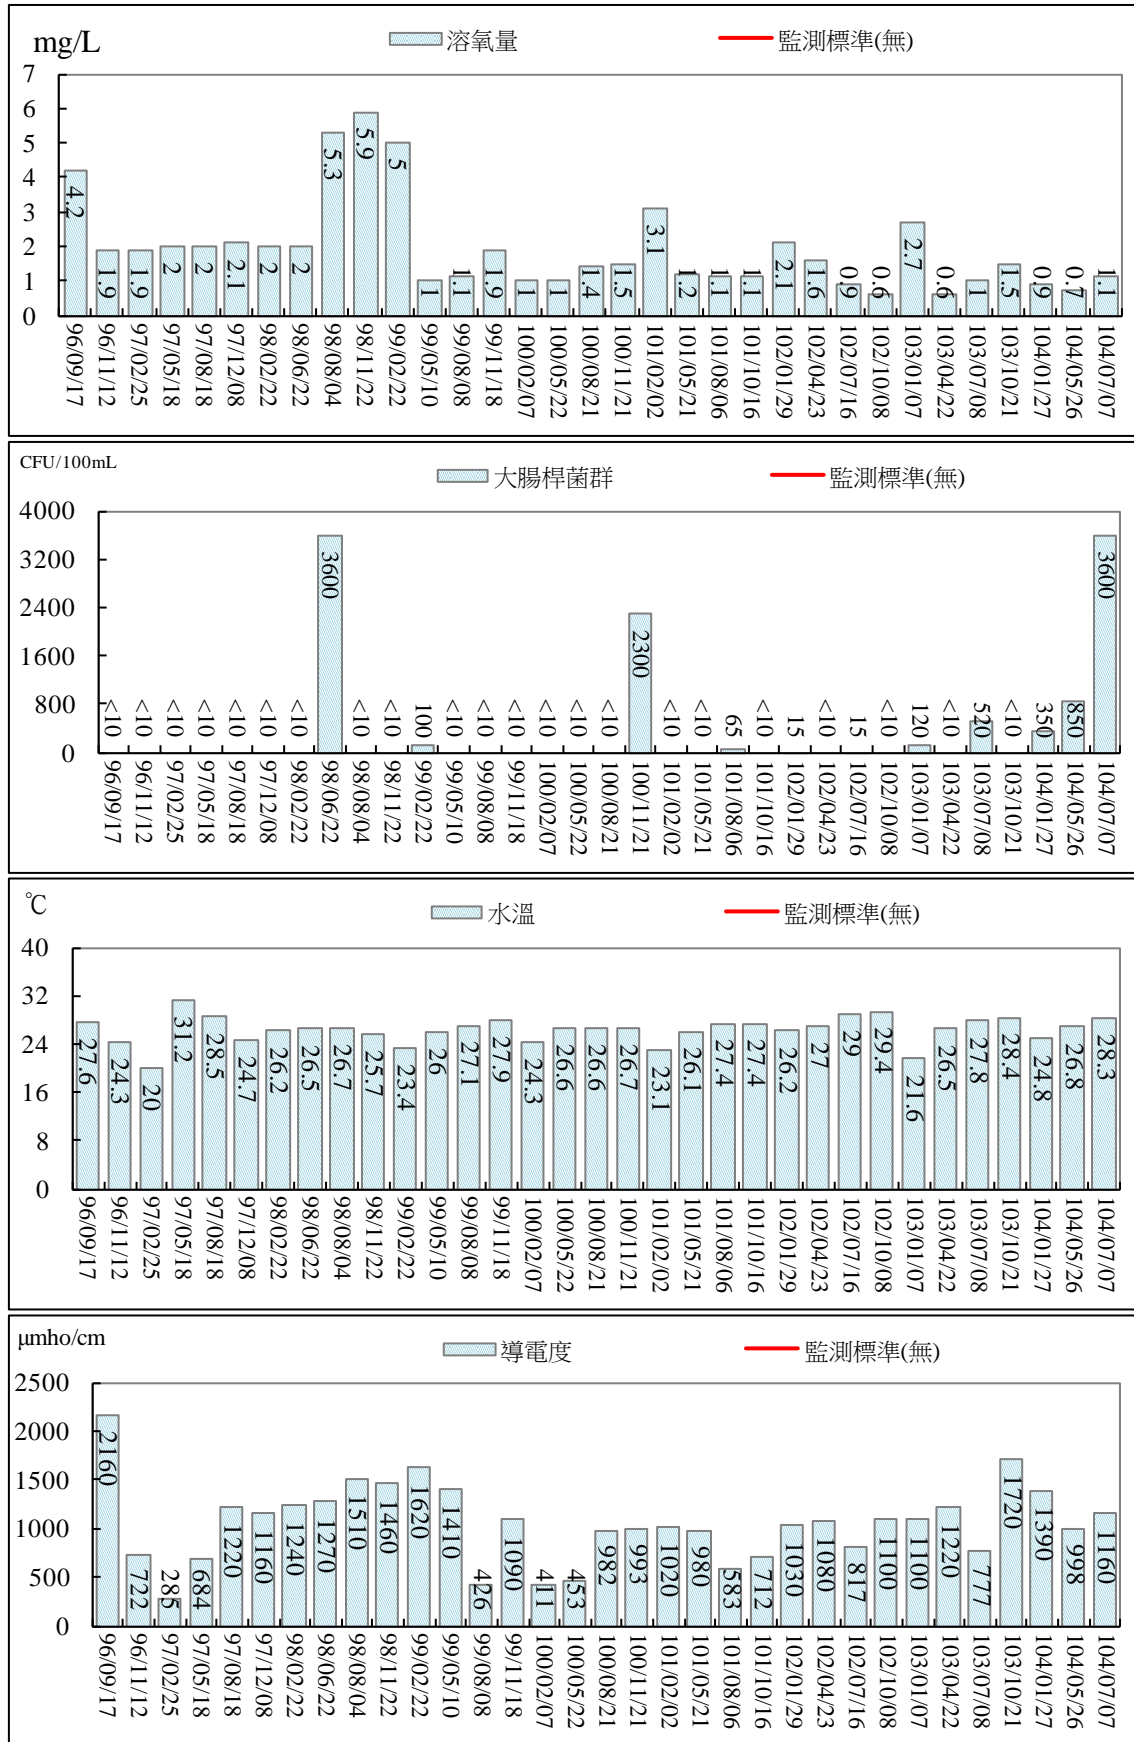 mg/L
溶氧量 監測標準(無)
7
6
5
4
3
2
1
0
4.2 1.9 1.9 2 2 2.1 2 2 5.3 5.9 5 1 1.1 1.9 1 1 1.4 1.5 3.1 1.2 1.1 1.1 2.1 1.6 0.9 0.6 2.7 0.6 1 1.5 0.9 0.7 1.1
96/09/17 96/11/12 97/02/25 97/05/18 97/08/18 97/12/08 98/02/22 98/06/22 98/08/04 98/11/22 99/02/22 99/05/10 99/08/08 99/11/18 100/02/07 100/05/22 100/08/21 100/11/21 101/02/02 101/05/21 101/08/06 101/10/16 102/01/29 102/04/23 102/07/16 102/10/08 103/01/07 103/04/22 103/07/08 103/10/21 104/01/27 104/05/26 104/07/07
CFU/100mL
大腸桿菌群 監測標準(無)
4000
3200
2400
1600
800
0
<10 <10 <10 <10 <10 <10 <10 3600 <10 <10 100 <10 <10 <10 <10 <10 <10 2300 <10 <10 65 <10 15 <10 15 <10 120 <10 520 <10 350 850 3600
96/09/17 96/11/12 97/02/25 97/05/18 97/08/18 97/12/08 98/02/22 98/06/22 98/08/04 98/11/22 99/02/22 99/05/10 99/08/08 99/11/18 100/02/07 100/05/22 100/08/21 100/11/21 101/02/02 101/05/21 101/08/06 101/10/16 102/01/29 102/04/23 102/07/16 102/10/08 103/01/07 103/04/22 103/07/08 103/10/21 104/01/27 104/05/26 104/07/07
℃
水溫 監測標準(無)
40
32
24
16
8
0
27.6 24.3 20 31.2 28.5 24.7 26.2 26.5 26.7 25.7 23.4 26 27.1 27.9 24.3 26.6 26.6 26.7 23.1 26.1 27.4 27.4 26.2 27 29 29.4 21.6 26.5 27.8 28.4 24.8 26.8 28.3
96/09/17 96/11/12 97/02/25 97/05/18 97/08/18 97/12/08 98/02/22 98/06/22 98/08/04 98/11/22 99/02/22 99/05/10 99/08/08 99/11/18 100/02/07 100/05/22 100/08/21 100/11/21 101/02/02 101/05/21 101/08/06 101/10/16 102/01/29 102/04/23 102/07/16 102/10/08 103/01/07 103/04/22 103/07/08 103/10/21 104/01/27 104/05/26 104/07/07
μmho/cm
導電度 監測標準(無)
2500
2000
1500
1000
500
0
2160 722 285 684 1220 1160 1240 1270 1510 1460 1620 1410 426 1090 411 453 982 993 1020 980 583 712 1030 1080 817 1100 1100 1220 777 1720 1390 998 1160
96/09/17 96/11/12 97/02/25 97/05/18 97/08/18 97/12/08 98/02/22 98/06/22 98/08/04 98/11/22 99/02/22 99/05/10 99/08/08 99/11/18 100/02/07 100/05/22 100/08/21 100/11/21 101/02/02 101/05/21 101/08/06 101/10/16 102/01/29 102/04/23 102/07/16 102/10/08 103/01/07 103/04/22 103/07/08 103/10/21 104/01/27 104/05/26 104/07/07